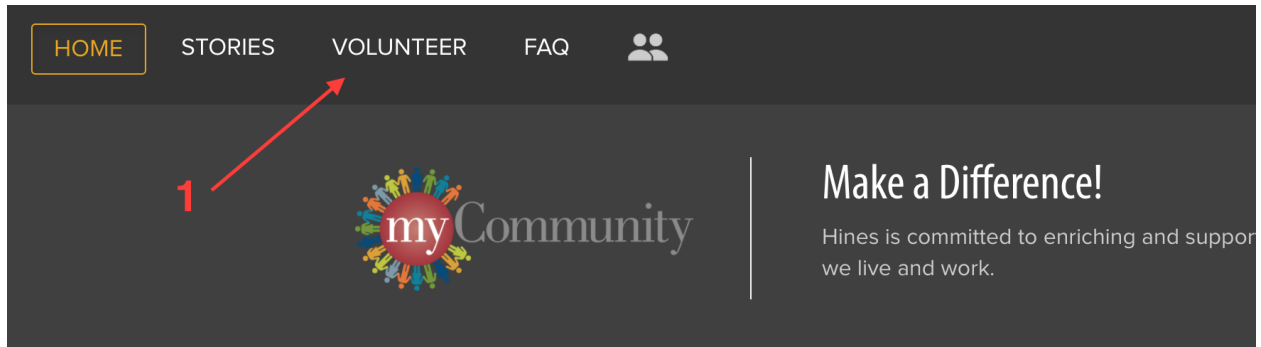 HOME STORIES VOLUNTEER FAQ
1
myCommunity
Make a Difference!
Hines is committed to enriching and suppor
we live and work.